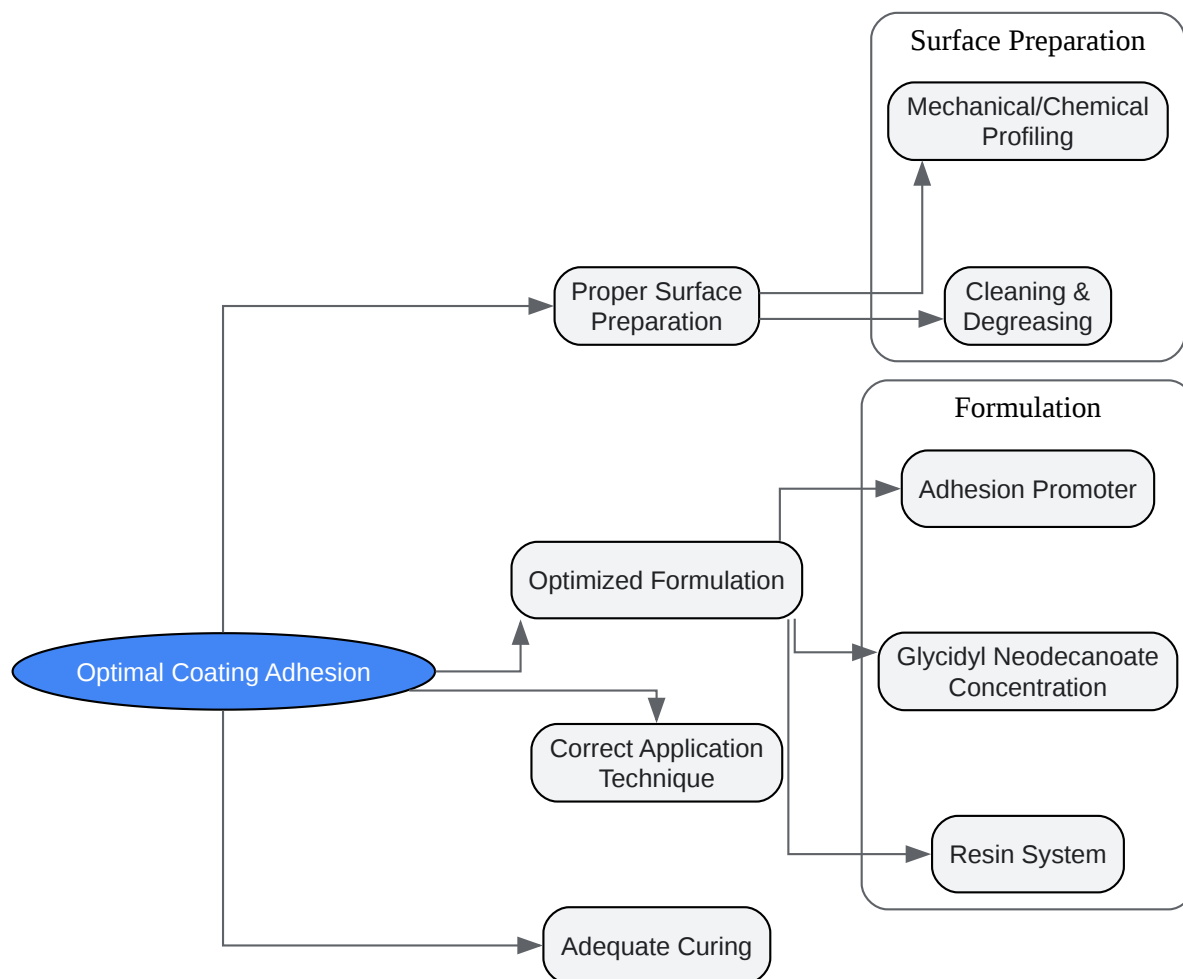 Surface Preparation
Mechanical/Chemical
Profiling
Proper Surface
Preparation
Cleaning &
Degreasing
Formulation
Adhesion Promoter
Optimized Formulation
Optimal Coating Adhesion
Glycidyl Neodecanoate
Concentration
Correct Application
Technique
Resin System
Adequate Curing